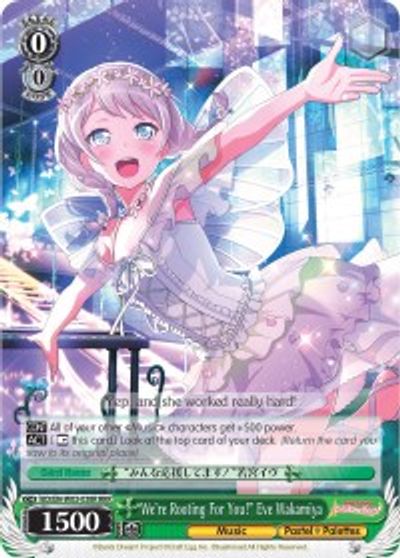 0
0
"Yep, and she worked really hard!"
CONT All of your other «Music» characters get +500 power.
ACT [ this card] Look at the top card of your deck. (Return the card you
saw to its original place)
Card Name "みんな応援してます!"若宮イヴ
1500
"We're Rooting For You!" Eve Wakamiya
Music
Pastel*Palettes